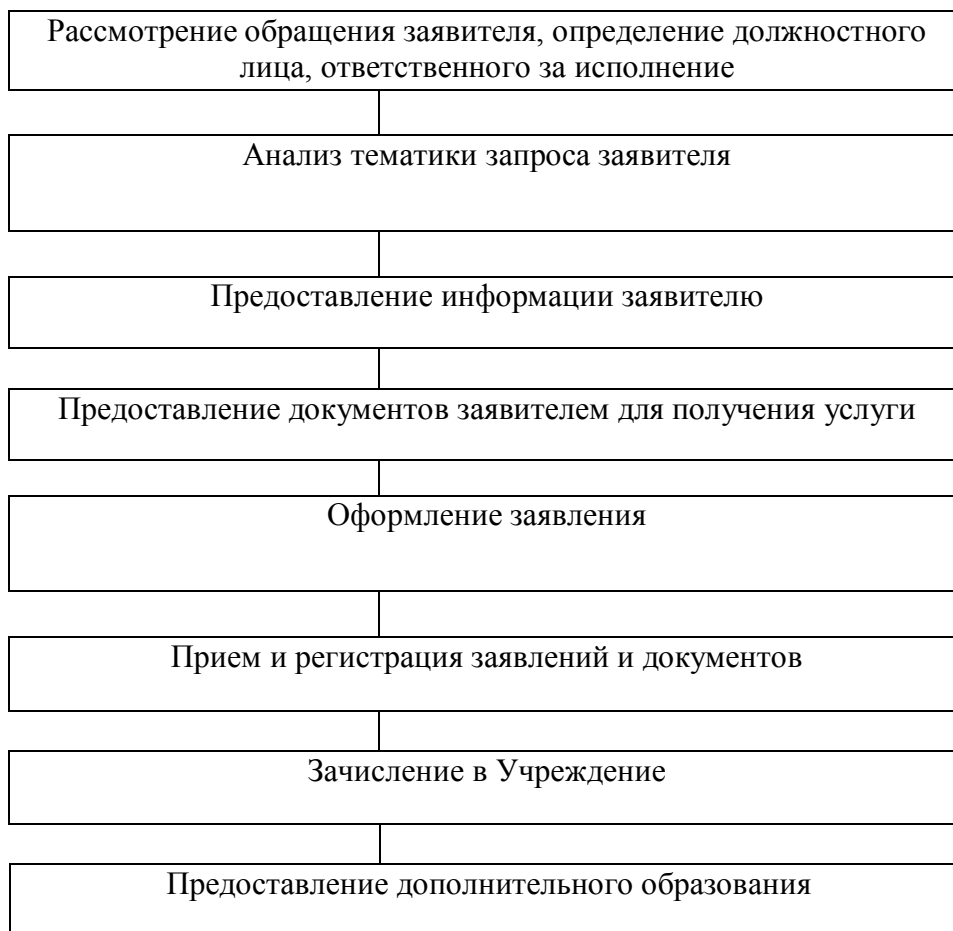 Рассмотрение обращения заявителя, определение должностного
лица, ответственного за исполнение
Анализ тематики запроса заявителя
Предоставление информации заявителю
Предоставление документов заявителем для получения услуги
Оформление заявления
Прием и регистрация заявлений и документов
Зачисление в Учреждение
Предоставление дополнительного образования